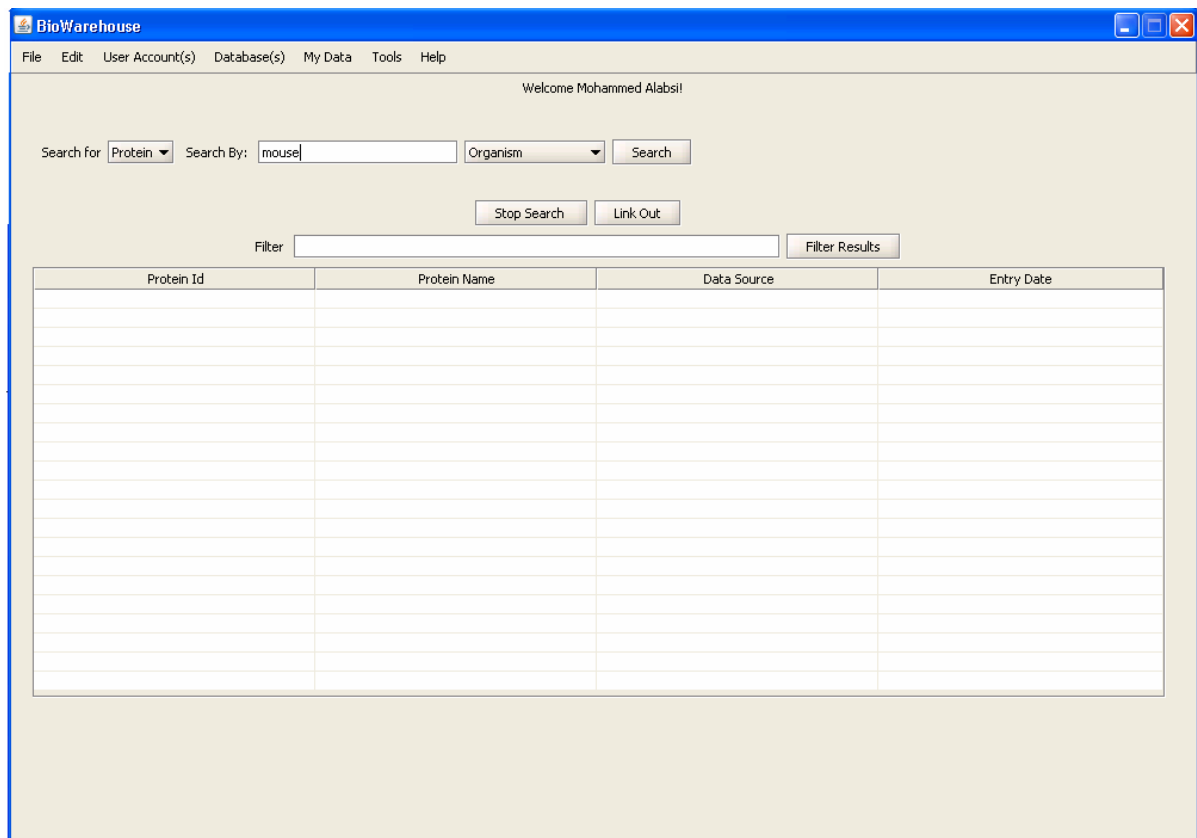 BioWarehouse
File Edit User Account(s) Database(s) My Data Tools Help
Welcome Mohammed Alabsi!
Search for Protein Search By: mouse Organism Search
Stop Search Link Out
Filter Filter Results
Protein Id Protein Name Data Source Entry Date